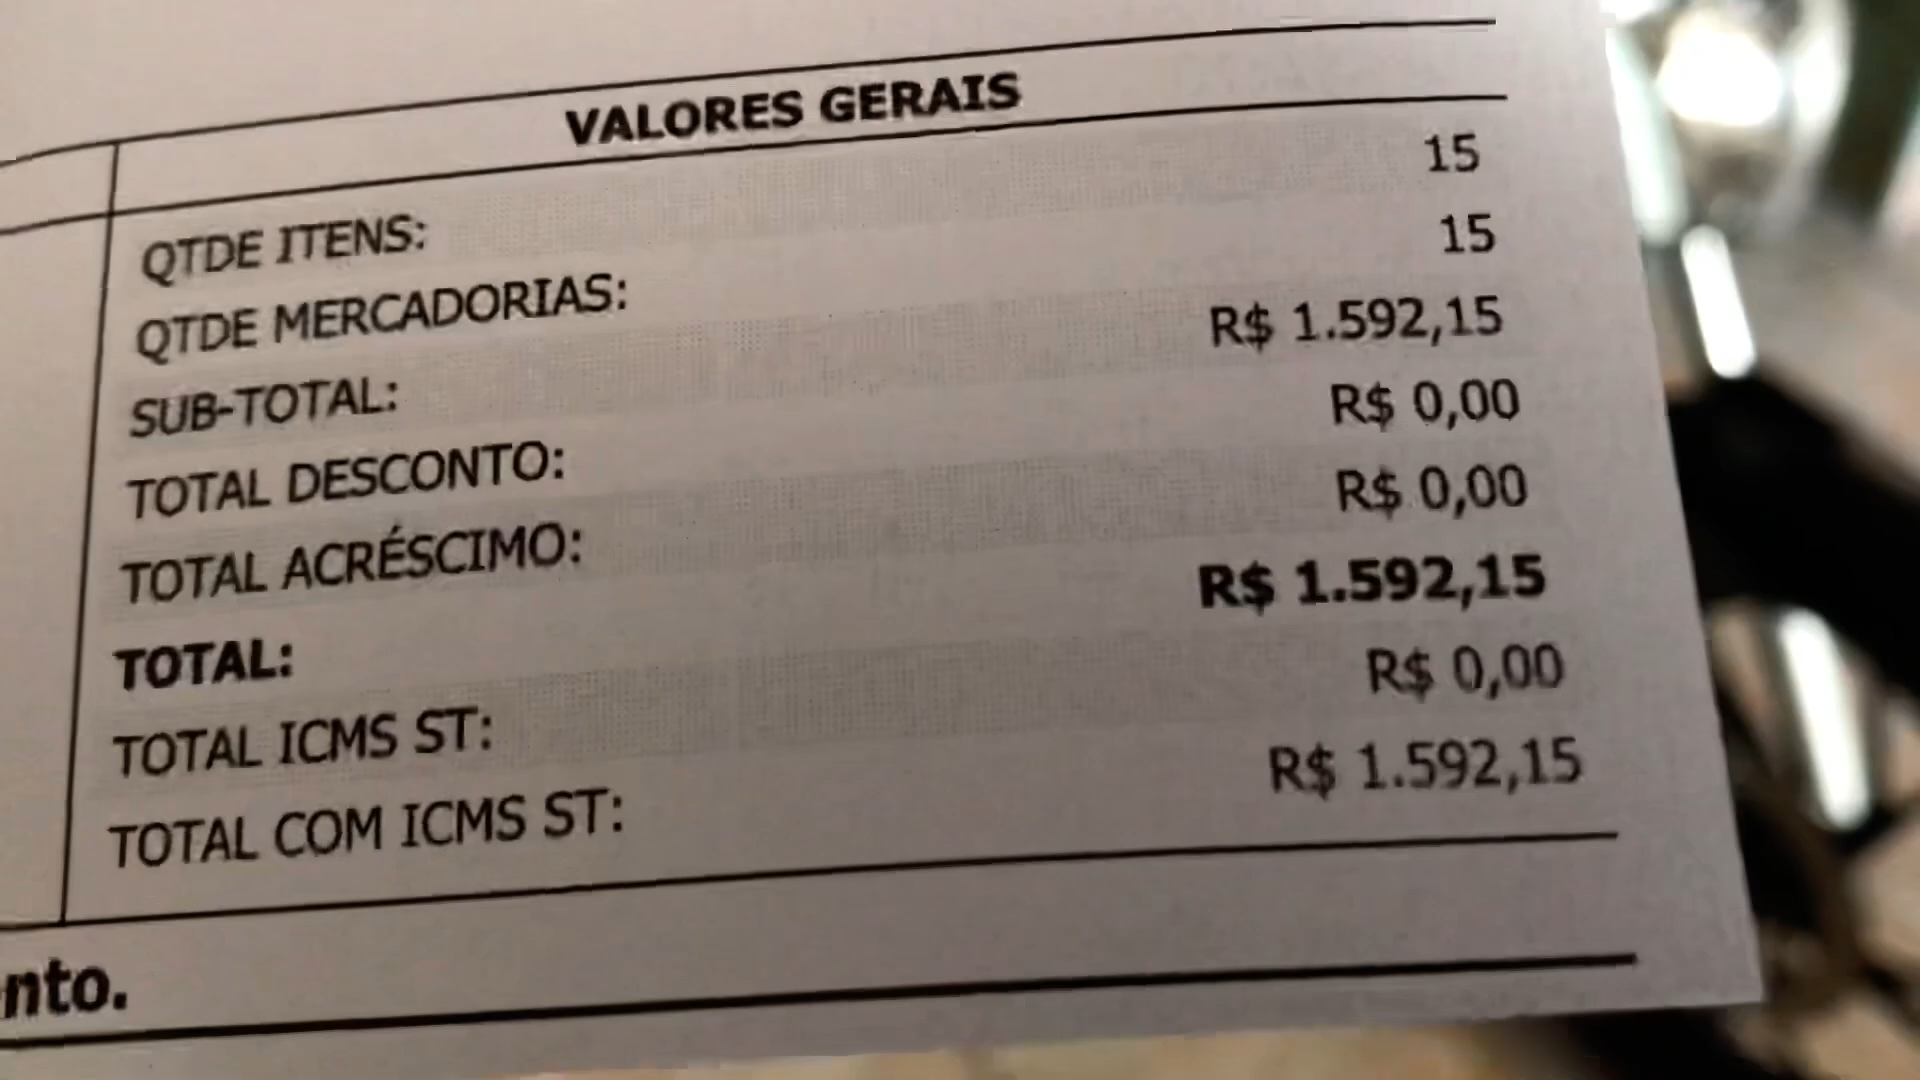 VALORES GERAIS
QTDE ITENS: 15
QTDE MERCADORIAS: 15
SUB-TOTAL: R$ 1.592,15
TOTAL DESCONTO: R$ 0,00
TOTAL ACRÉSCIMO: R$ 0,00
TOTAL: R$ 1.592,15
TOTAL ICMS ST: R$ 0,00
TOTAL COM ICMS ST: R$ 1.592,15
nto.